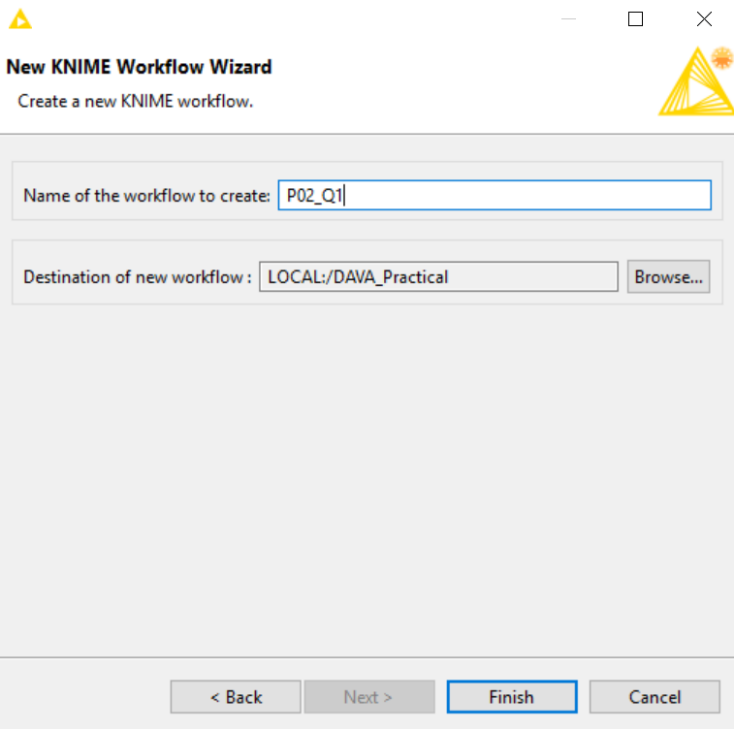 New KNIME Workflow Wizard
Create a new KNIME workflow.
Name of the workflow to create: P02_Q1
Destination of new workflow : LOCAL:/DAVA_Practical Browse...
< Back Next > Finish Cancel